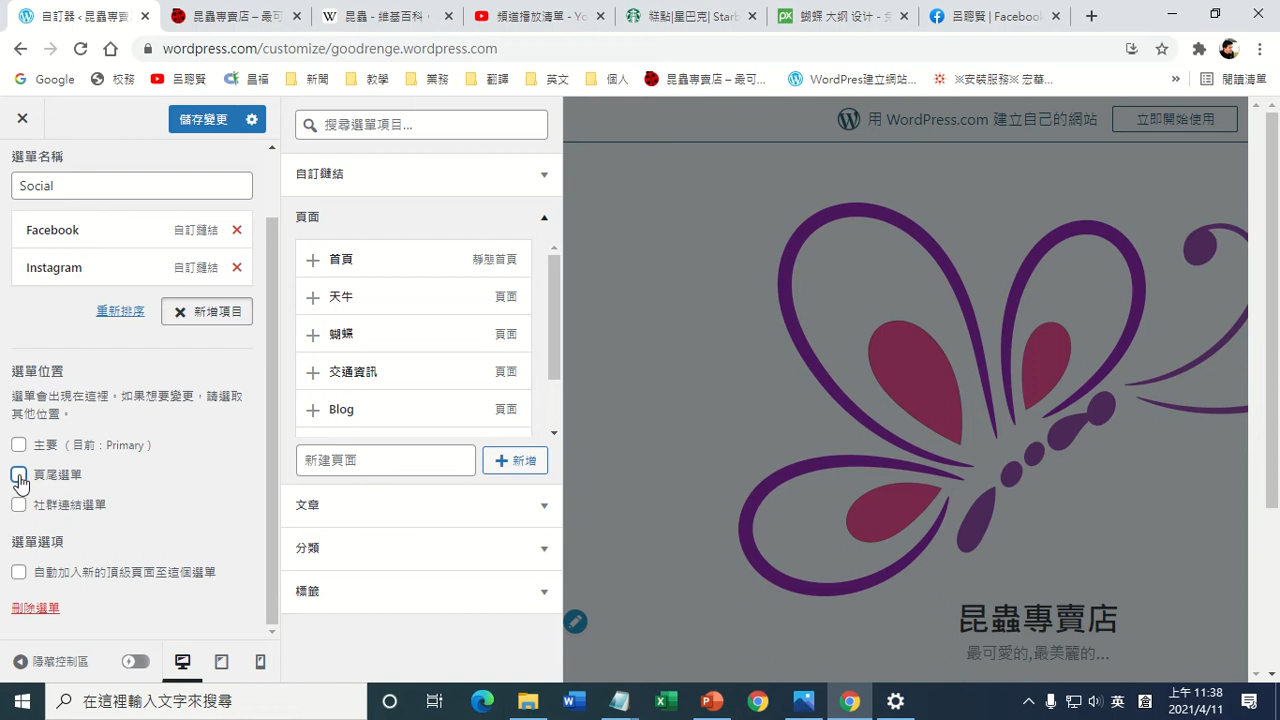 自訂器 ‹ 昆蟲專賣
昆蟲專賣店 – 最可
昆蟲 - 維基百科
頻道播放清單 - Yo
糕點|星巴克| Starb
蝴蝶 大綱 設計 -
呂聰賢 | Facebook
wordpress.com/customize/goodrenge.wordpress.com
Google
校務
呂聰賢
昌福
新聞
教學
業務
翻譯
英文
個人
昆蟲專賣店 – 最可...
WordPres建立網站...
※安裝服務※ 宏華...
»
閱讀清單
儲存變更
搜尋選單項目...
用 WordPress.com 建立自己的網站
立即開始使用
選單名稱
Social
Facebook 自訂鏈結
Instagram 自訂鏈結
重新排序
新增項目
選單位置
選單會出現在這裡。如果想要變更，請選取
其他位置。
主要 （目前：Primary ）
頁尾選單
社群連結選單
選單選項
自動加入新的頂級頁面至這個選單
刪除選單
隱藏控制區
自訂鏈結
頁面
首頁 靜態首頁
天牛 頁面
蝴蝶 頁面
交通資訊 頁面
Blog 頁面
新建頁面
新增
文章
分類
標籤
昆蟲專賣店
最可愛的,最美麗的...
在這裡輸入文字來搜尋
英
上午 11:38
2021/4/11